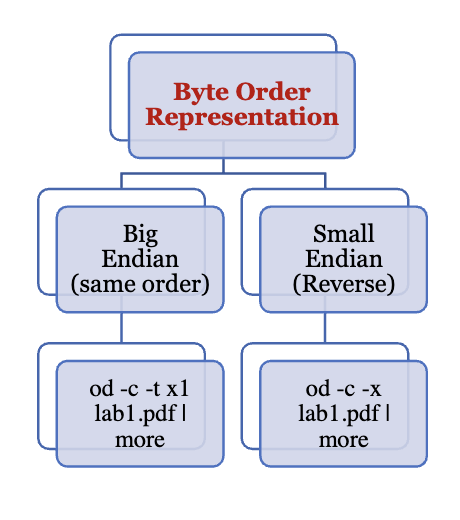 Byte Order
Representation
Big
Endian
(same order)
Small
Endian
(Reverse)
od -c -t x1
lab1.pdf |
more
od -c -x
lab1.pdf |
more